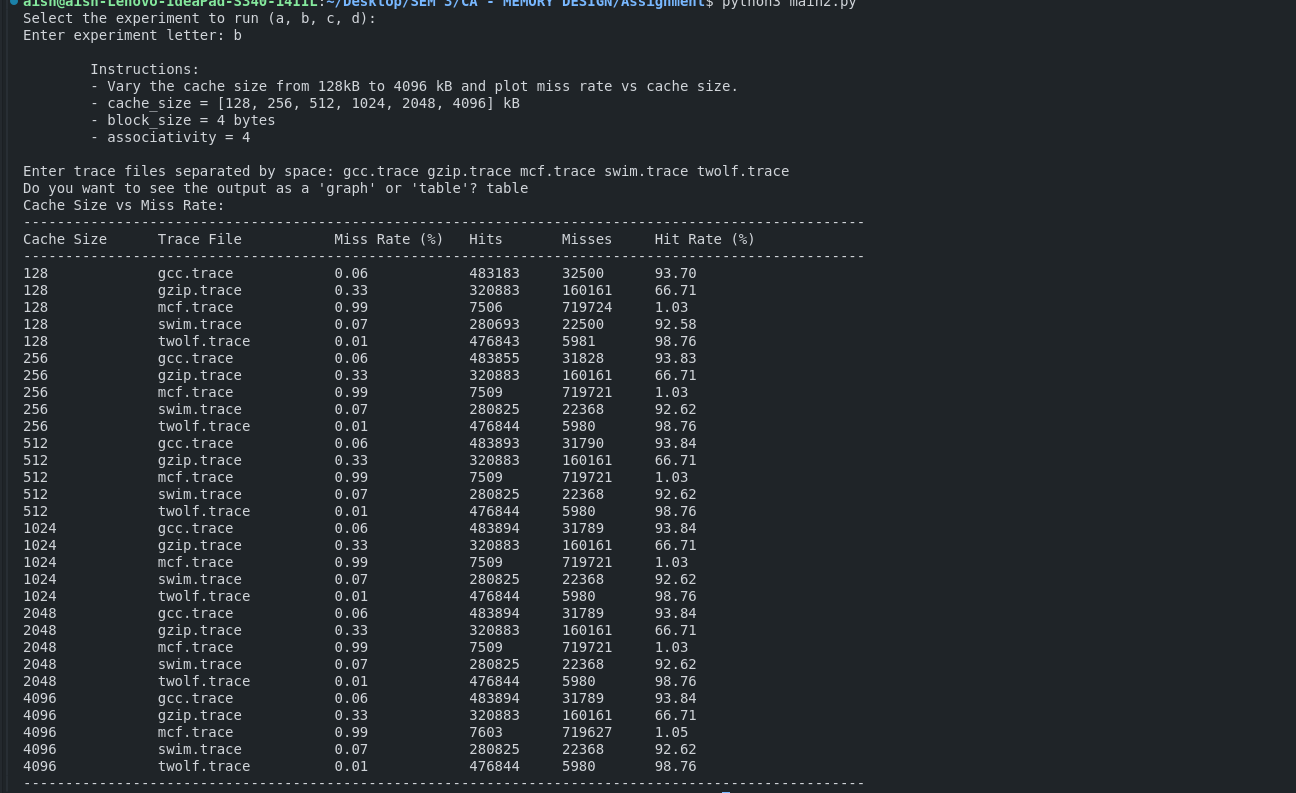 aish@aish-Lenovo-IdeaPad-S340-14IIL:~/Desktop/SEM 3/CA - MEMORY DESIGN/Assignment$ python3 main2.py
Select the experiment to run (a, b, c, d):
Enter experiment letter: b
Instructions:
- Vary the cache size from 128kB to 4096 kB and plot miss rate vs cache size.
- cache_size = [128, 256, 512, 1024, 2048, 4096] kB
- block_size = 4 bytes
- associativity = 4
Enter trace files separated by space: gcc.trace gzip.trace mcf.trace swim.trace twolf.trace
Do you want to see the output as a 'graph' or 'table'? table
Cache Size vs Miss Rate:
----------------------------------------------------------------------------------------------------
Cache Size      Trace File           Miss Rate (%)   Hits       Misses     Hit Rate (%)
----------------------------------------------------------------------------------------------------
128             gcc.trace            0.06            483183     32500      93.70
128             gzip.trace           0.33            320883     160161     66.71
128             mcf.trace            0.99            7506       719724     1.03
128             swim.trace           0.07            280693     22500      92.58
128             twolf.trace          0.01            476843     5981       98.76
256             gcc.trace            0.06            483855     31828      93.83
256             gzip.trace           0.33            320883     160161     66.71
256             mcf.trace            0.99            7509       719721     1.03
256             swim.trace           0.07            280825     22368      92.62
256             twolf.trace          0.01            476844     5980       98.76
512             gcc.trace            0.06            483893     31790      93.84
512             gzip.trace           0.33            320883     160161     66.71
512             mcf.trace            0.99            7509       719721     1.03
512             swim.trace           0.07            280825     22368      92.62
512             twolf.trace          0.01            476844     5980       98.76
1024            gcc.trace            0.06            483894     31789      93.84
1024            gzip.trace           0.33            320883     160161     66.71
1024            mcf.trace            0.99            7509       719721     1.03
1024            swim.trace           0.07            280825     22368      92.62
1024            twolf.trace          0.01            476844     5980       98.76
2048            gcc.trace            0.06            483894     31789      93.84
2048            gzip.trace           0.33            320883     160161     66.71
2048            mcf.trace            0.99            7509       719721     1.03
2048            swim.trace           0.07            280825     22368      92.62
2048            twolf.trace          0.01            476844     5980       98.76
4096            gcc.trace            0.06            483894     31789      93.84
4096            gzip.trace           0.33            320883     160161     66.71
4096            mcf.trace            0.99            7603       719627     1.05
4096            swim.trace           0.07            280825     22368      92.62
4096            twolf.trace          0.01            476844     5980       98.76
----------------------------------------------------------------------------------------------------